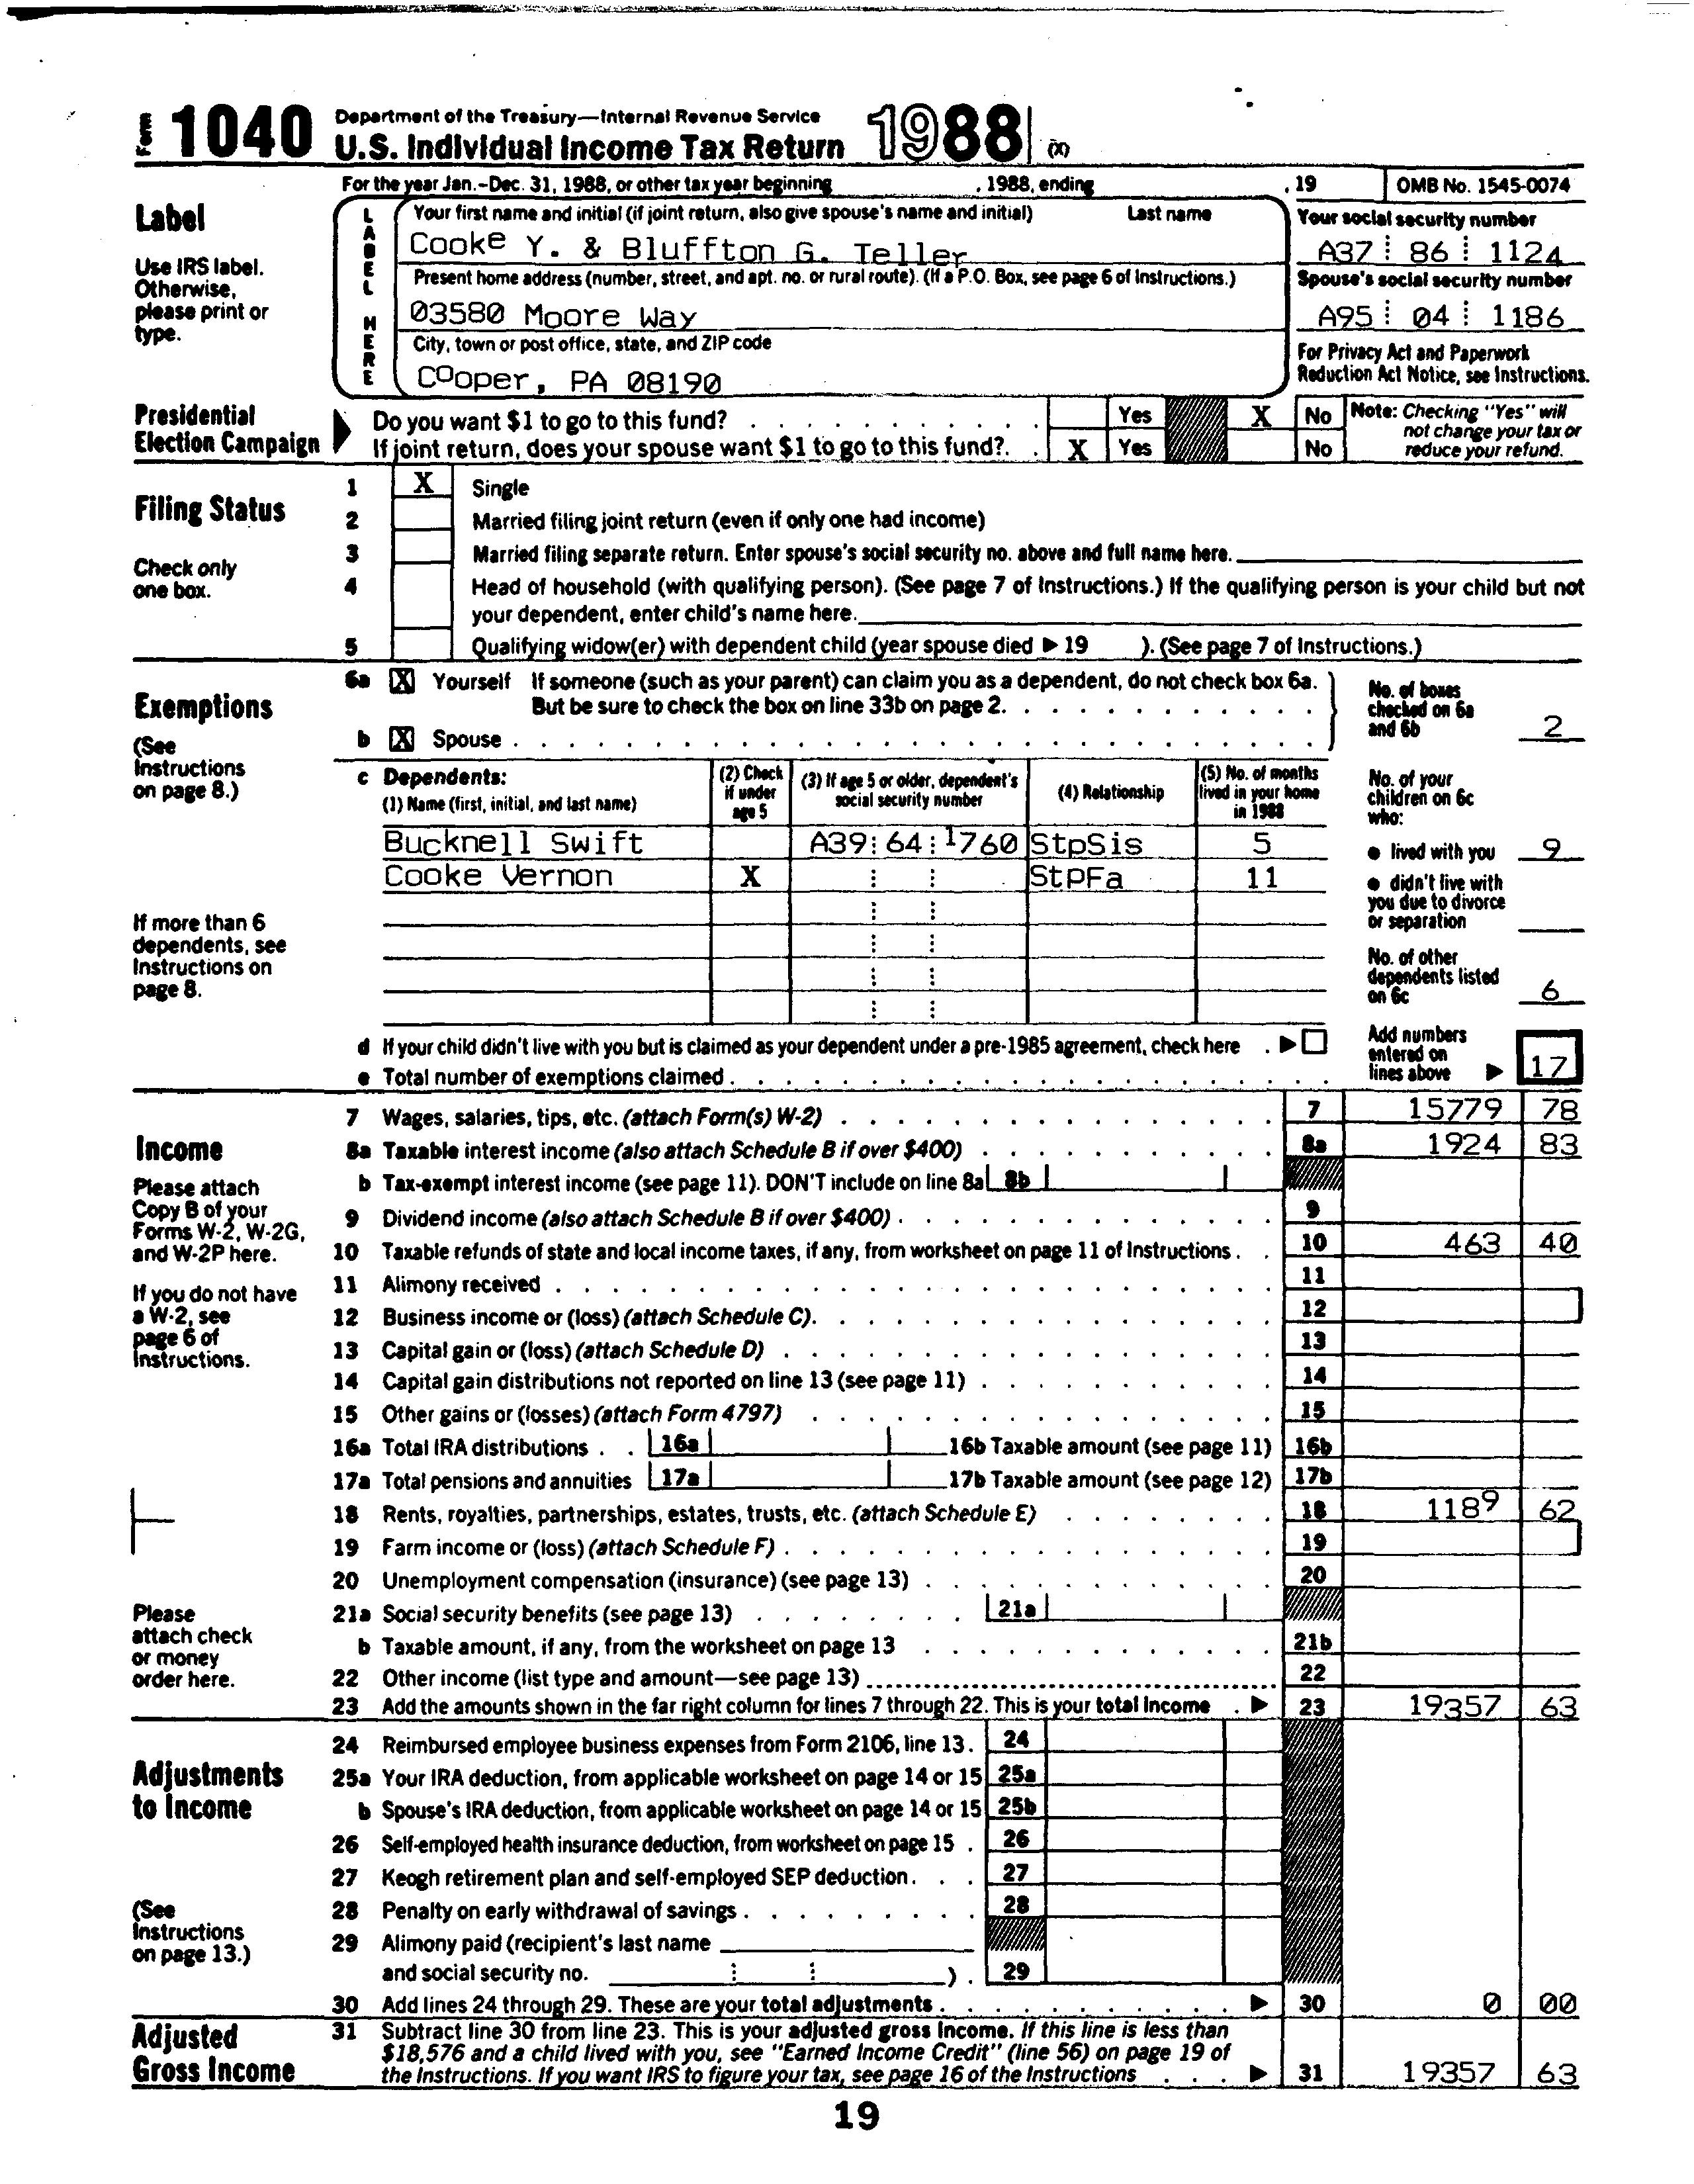 Form 1040 Department of the Treasury—Internal Revenue Service
U.S. Individual Income Tax Return 1988 (X)
For the year Jan.-Dec. 31, 1988, or other tax year beginning , 1988, ending , 19 OMB No. 1545-0074
Label
Use IRS label. Otherwise, please print or type.
LABEL HERE
Your first name and initial (if joint return, also give spouse's name and initial) Last name
Cooke Y. & Bluffton G. Teller
Your social security number
A37 86 1124
Present home address (number, street, and apt. no. or rural route). (If a P.O. Box, see page 6 of Instructions.)
03580 Moore Way
Spouse's social security number
A95 04 1186
City, town or post office, state, and ZIP code
Cooper, PA 08190
For Privacy Act and Paperwork Reduction Act Notice, see Instructions.
Presidential Election Campaign
Do you want $1 to go to this fund? Yes X No
If joint return, does your spouse want $1 to go to this fund? X Yes No
Note: Checking "Yes" will not change your tax or reduce your refund.
Filing Status
Check only one box.
1 X Single
2 Married filing joint return (even if only one had income)
3 Married filing separate return. Enter spouse's social security no. above and full name here.
4 Head of household (with qualifying person). (See page 7 of Instructions.) If the qualifying person is your child but not
your dependent, enter child's name here.
5 Qualifying widow(er) with dependent child (year spouse died ▶ 19 ). (See page 7 of Instructions.)
Exemptions
(See Instructions on page 8.)
6a X Yourself If someone (such as your parent) can claim you as a dependent, do not check box 6a.
But be sure to check the box on line 33b on page 2.
b X Spouse
No. of boxes checked on 6a and 6b 2
c Dependents:
(1) Name (first, initial, and last name) (2) Check if under age 5 (3) If age 5 or older, dependent's social security number (4) Relationship (5) No. of months lived in your home in 1988
Bucknell Swift A39 64 1760 StpSis 5
Cooke Vernon X StpFa 11
If more than 6 dependents, see Instructions on page 8.
No. of your children on 6c who:
● lived with you 9
● didn't live with you due to divorce or separation
No. of other dependents listed on 6c 6
d If your child didn't live with you but is claimed as your dependent under a pre-1985 agreement, check here ▶
e Total number of exemptions claimed
Add numbers entered on lines above ▶ 17
Income
Please attach Copy B of your Forms W-2, W-2G, and W-2P here.
If you do not have a W-2, see page 6 of Instructions.
7 Wages, salaries, tips, etc. (attach Form(s) W-2) 7 15779 78
8a Taxable interest income (also attach Schedule B if over $400) 8a 1924 83
b Tax-exempt interest income (see page 11). DON'T include on line 8a 8b
9 Dividend income (also attach Schedule B if over $400) 9
10 Taxable refunds of state and local income taxes, if any, from worksheet on page 11 of Instructions 10 463 40
11 Alimony received 11
12 Business income or (loss) (attach Schedule C) 12
13 Capital gain or (loss) (attach Schedule D) 13
14 Capital gain distributions not reported on line 13 (see page 11) 14
15 Other gains or (losses) (attach Form 4797) 15
16a Total IRA distributions 16a 16b Taxable amount (see page 11) 16b
17a Total pensions and annuities 17a 17b Taxable amount (see page 12) 17b
18 Rents, royalties, partnerships, estates, trusts, etc. (attach Schedule E) 18 1189 62
19 Farm income or (loss) (attach Schedule F) 19
20 Unemployment compensation (insurance) (see page 13) 20
Please attach check or money order here.
21a Social security benefits (see page 13) 21a
b Taxable amount, if any, from the worksheet on page 13 21b
22 Other income (list type and amount—see page 13) 22
23 Add the amounts shown in the far right column for lines 7 through 22. This is your total income ▶ 23 19357 63
Adjustments to Income
(See Instructions on page 13.)
24 Reimbursed employee business expenses from Form 2106, line 13. 24
25a Your IRA deduction, from applicable worksheet on page 14 or 15 25a
b Spouse's IRA deduction, from applicable worksheet on page 14 or 15 25b
26 Self-employed health insurance deduction, from worksheet on page 15 26
27 Keogh retirement plan and self-employed SEP deduction 27
28 Penalty on early withdrawal of savings 28
29 Alimony paid (recipient's last name
and social security no. ) 29
30 Add lines 24 through 29. These are your total adjustments ▶ 30 0 00
Adjusted Gross Income
31 Subtract line 30 from line 23. This is your adjusted gross income. If this line is less than
$18,576 and a child lived with you, see "Earned Income Credit" (line 56) on page 19 of
the Instructions. If you want IRS to figure your tax, see page 16 of the Instructions ▶ 31 19357 63
19